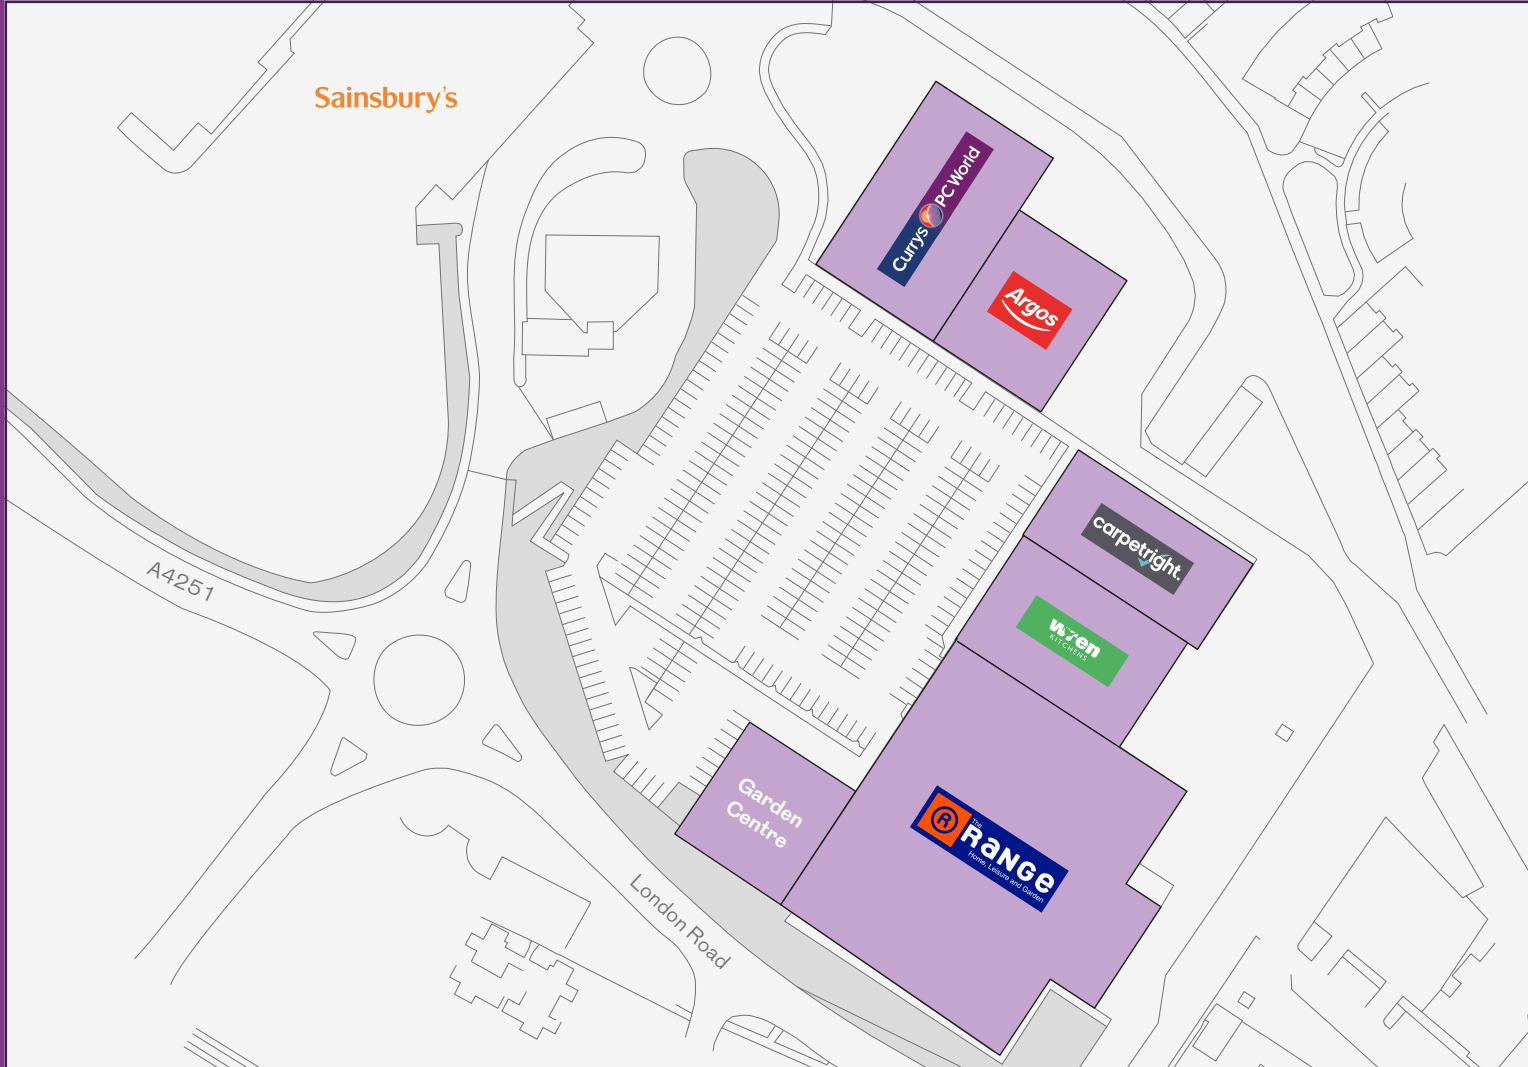 Sainsbury's
Currys PC World
Argos
carpetright.
wren
KITCHENS
A4251
Garden
Centre
The
RANGE
Home, Leisure and Garden
London Road